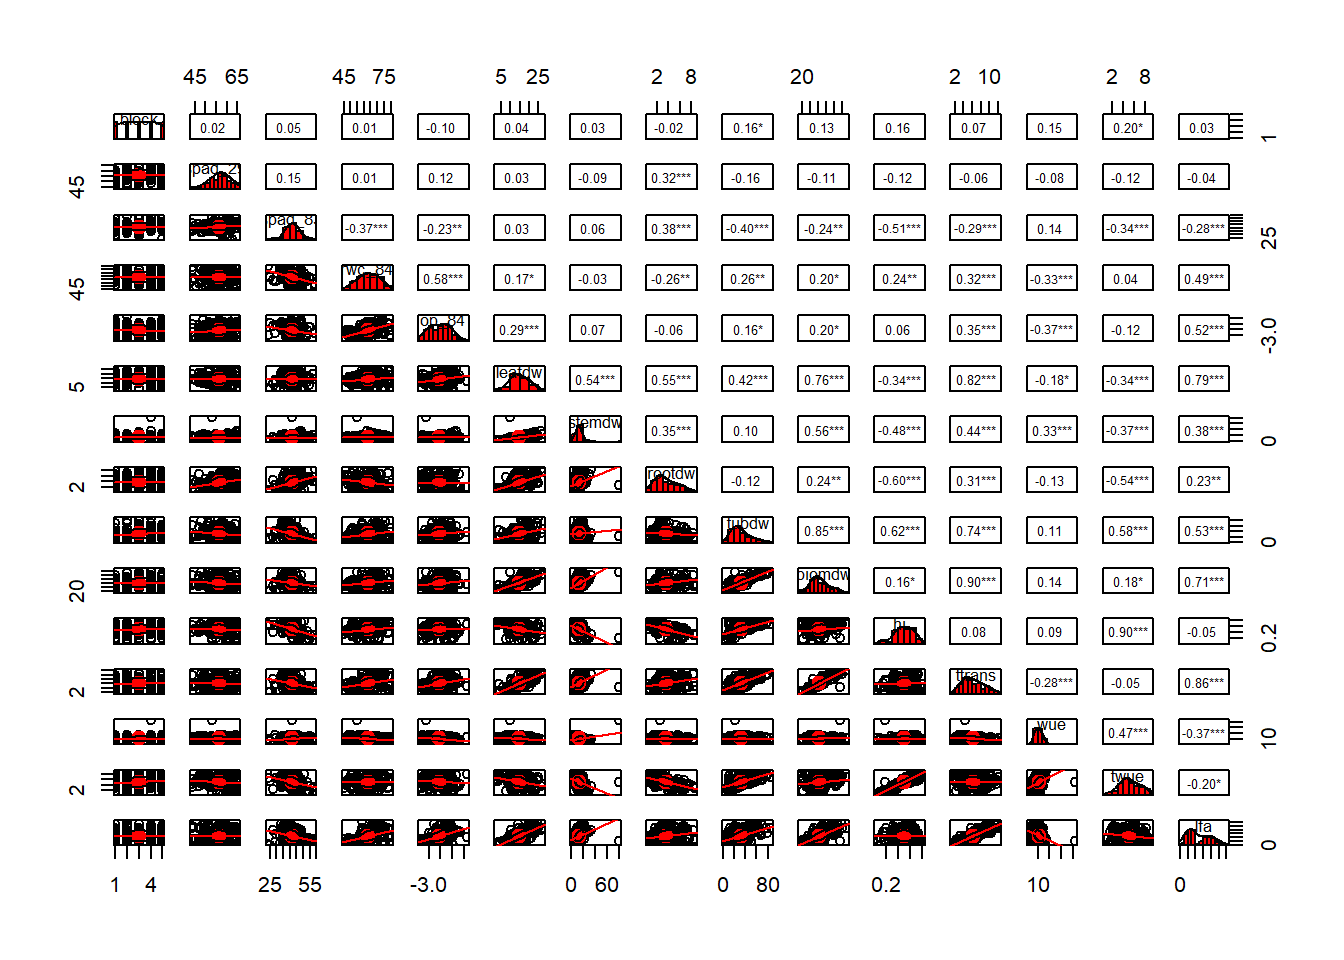 45 65 45 75 5 25 2 8 20 2 10 2 8
block 0.02 0.05 0.01 -0.10 0.04 0.03 -0.02 0.16* 0.13 0.16 0.07 0.15 0.20* 0.03 1
45 0.15 0.01 0.12 0.03 -0.09 0.32*** -0.16 -0.11 -0.12 -0.06 -0.08 -0.12 -0.04
-0.37*** -0.23** 0.03 0.06 0.38*** -0.40*** -0.24** -0.51*** -0.29*** 0.14 -0.34*** -0.28*** 25
45 wc_84 0.58*** 0.17* -0.03 -0.26** 0.26** 0.20* 0.24** 0.32*** -0.33*** 0.04 0.49***
op_84 0.29*** 0.07 -0.06 0.16* 0.20* 0.06 0.35*** -0.37*** -0.12 0.52*** -3.0
5 leafdw 0.54*** 0.55*** 0.42*** 0.76*** -0.34*** 0.82*** -0.18* -0.34*** 0.79***
stemdw 0.35*** 0.10 0.56*** -0.48*** 0.44*** 0.33*** -0.37*** 0.38*** 0
2 rootdw -0.12 0.24** -0.60*** 0.31*** -0.13 -0.54*** 0.23**
tubdw 0.85*** 0.62*** 0.74*** 0.11 0.58*** 0.53*** 0
20 biomdw 0.16* 0.90*** 0.14 0.18* 0.71***
hi 0.08 0.09 0.90*** -0.05 0.2
2 ttrans -0.28*** -0.05 0.86***
wue 0.47*** -0.37*** 10
2 twue -0.20*
lfa 0
1 4 25 55 -3.0 0 60 0 80 0.2 10 0